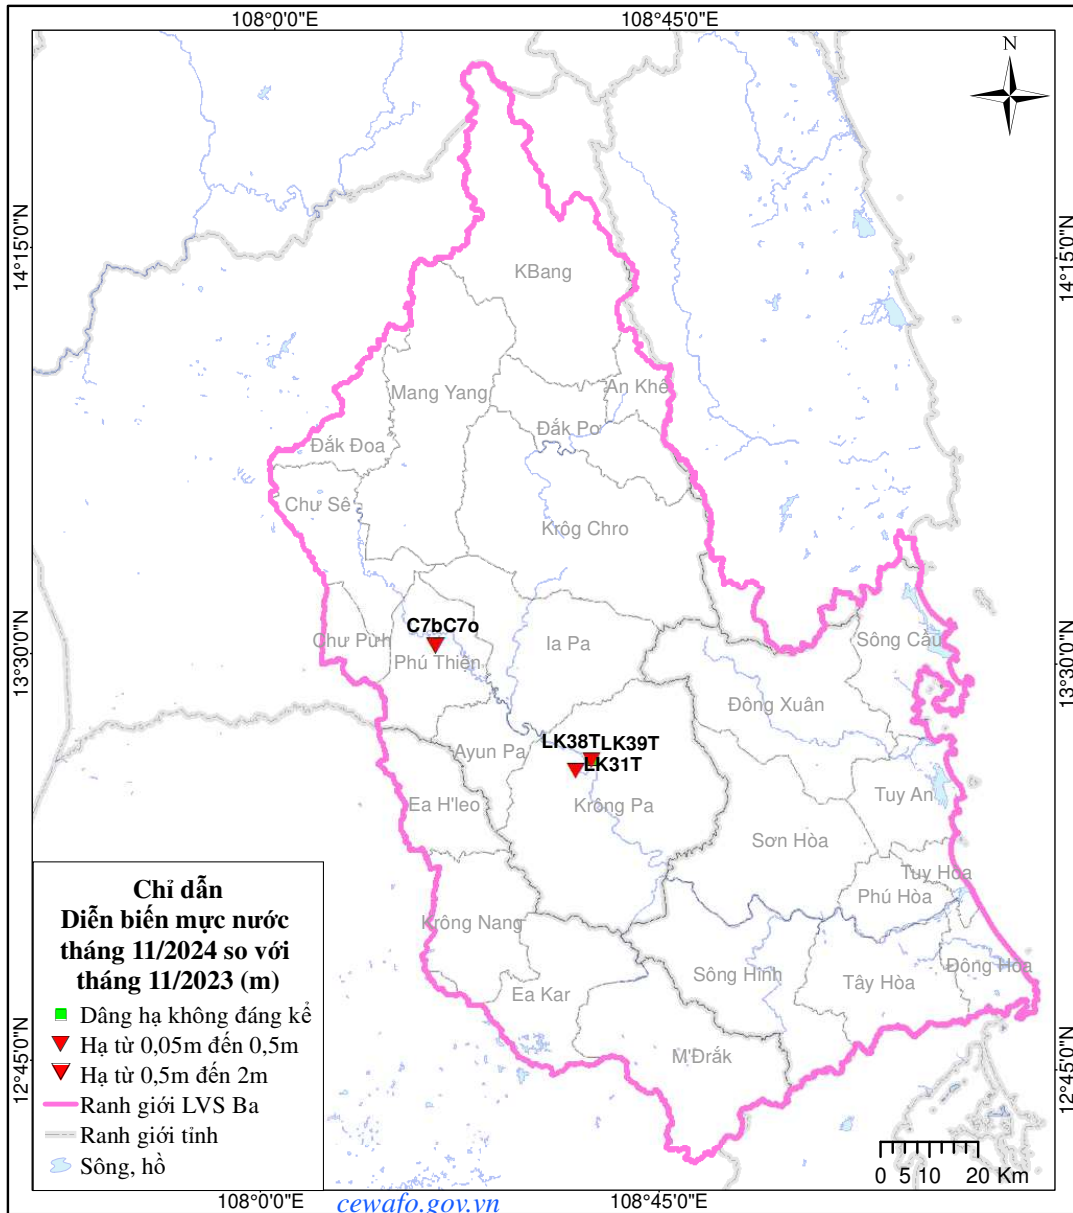 108°0'0"E
108°45'0"E
N
14°15'0"N
14°15'0"N
KBang
Mang Yang
An Khê
Đắk Pơ
Đắk Đoa
Chư Sê
Krôg Chro
C7bC7o
Chư Pưh
Phú Thiện
Ia Pa
Sông Cầu
13°30'0"N
13°30'0"N
Đông Xuân
LK38T LK39T
Ayun Pa
LK31T
Ea H'leo
Krông Pa
Tuy An
Sơn Hòa
Tuy Hòa
Phú Hòa
Krông Nang
Sông Hinh
Đông Hòa
Tây Hòa
Ea Kar
M'Đrắk
12°45'0"N
12°45'0"N
Chỉ dẫn
Diễn biến mực nước
tháng 11/2024 so với
tháng 11/2023 (m)
Dâng hạ không đáng kể
Hạ từ 0,05m đến 0,5m
Hạ từ 0,5m đến 2m
Ranh giới LVS Ba
Ranh giới tỉnh
Sông, hồ
0 5 10 20 Km
108°0'0"E
108°45'0"E
cewafo.gov.vn